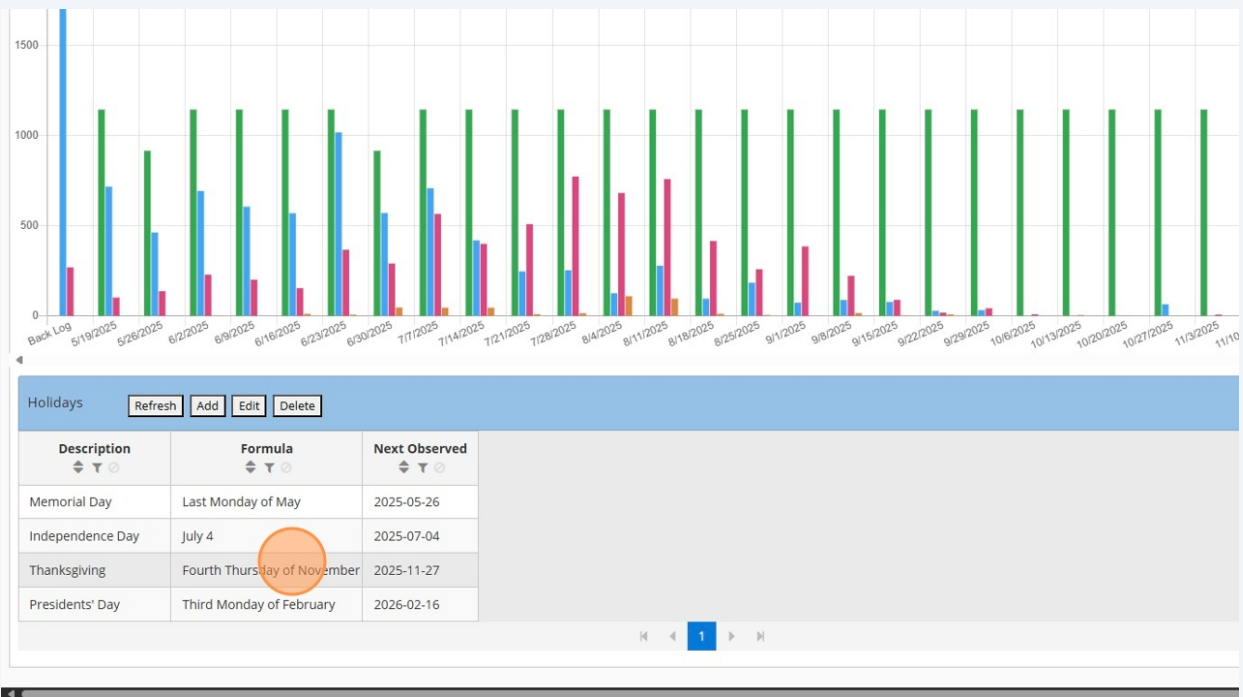 1500
1000
500
0
Back Log 5/19/2025 5/26/2025 6/2/2025 6/9/2025 6/16/2025 6/23/2025 6/30/2025 7/7/2025 7/14/2025 7/21/2025 7/28/2025 8/4/2025 8/11/2025 8/18/2025 8/25/2025 9/1/2025 9/8/2025 9/15/2025 9/22/2025 9/29/2025 10/6/2025 10/13/2025 10/20/2025 10/27/2025 11/3/2025 11/10
Holidays Refresh Add Edit Delete
Description Formula Next Observed
Memorial Day Last Monday of May 2025-05-26
Independence Day July 4 2025-07-04
Thanksgiving Fourth Thursday of November 2025-11-27
Presidents' Day Third Monday of February 2026-02-16
1